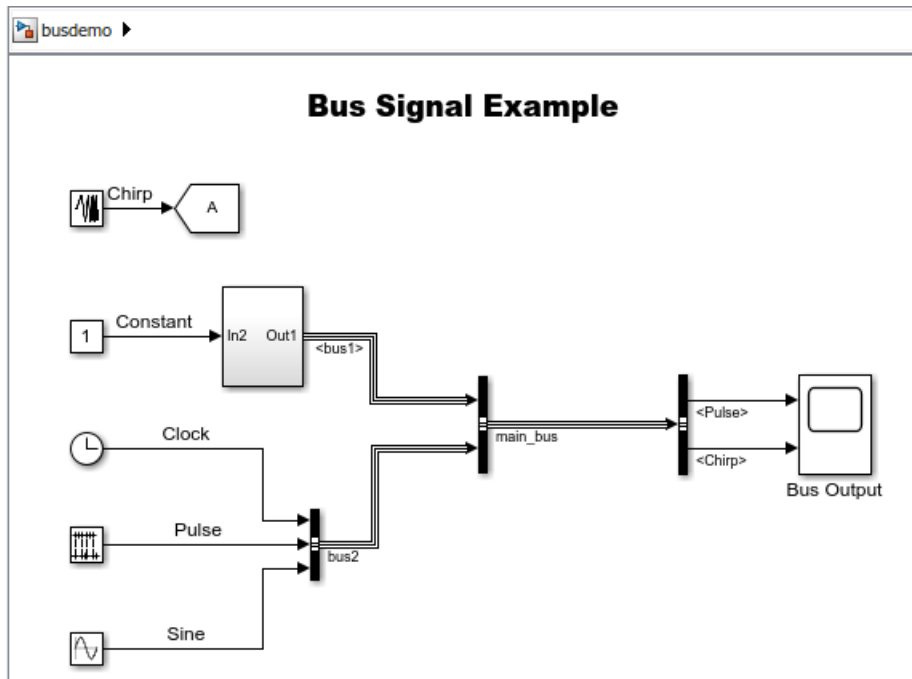 busdemo
Bus Signal Example
Chirp
A
Constant
1
In2 Out1
<bus1>
Clock
Pulse
Sine
bus2
main_bus
<Pulse>
<Chirp>
Bus Output